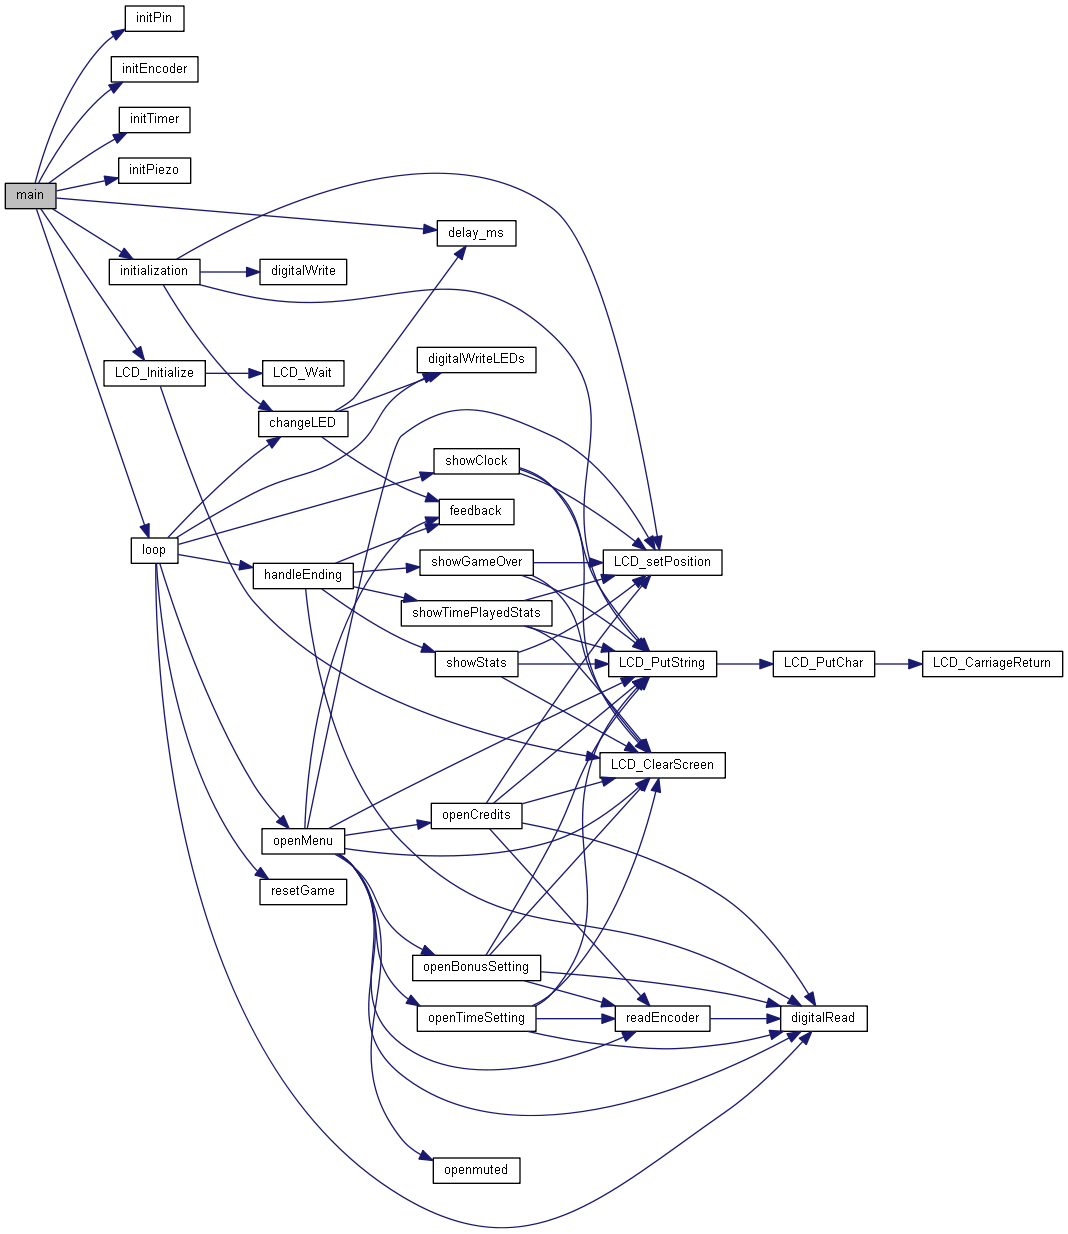 initPin
initEncoder
initTimer
initPiezo
main
delay_ms
initialization
digitalWrite
digitalWriteLEDs
LCD_Initialize
LCD_Wait
changeLED
showClock
feedback
loop
showGameOver
LCD_setPosition
handleEnding
showTimePlayedStats
showStats
LCD_PutString
LCD_PutChar
LCD_CarriageReturn
LCD_ClearScreen
openCredits
openMenu
resetGame
openBonusSetting
openTimeSetting
readEncoder
digitalRead
openmuted